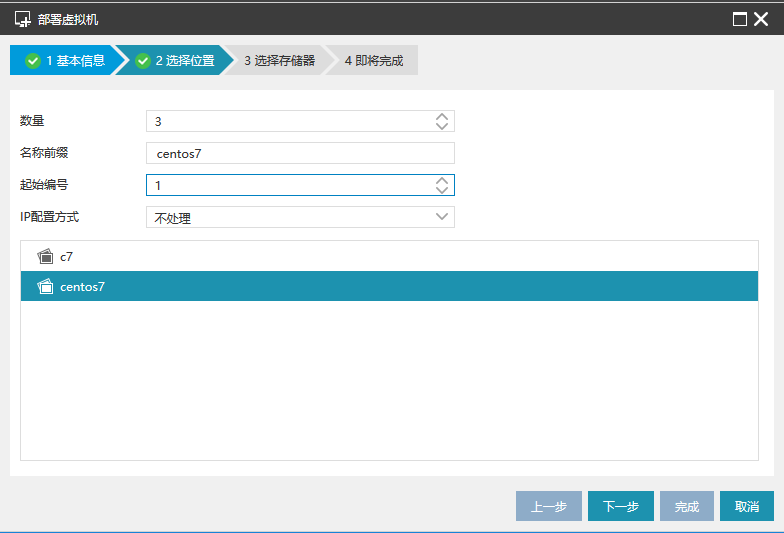 部署虚拟机
1 基本信息 2 选择位置 3 选择存储器 4 即将完成
数量 3
名称前缀 centos7
起始编号 1
IP配置方式 不处理
c7
centos7
上一步 下一步 完成 取消